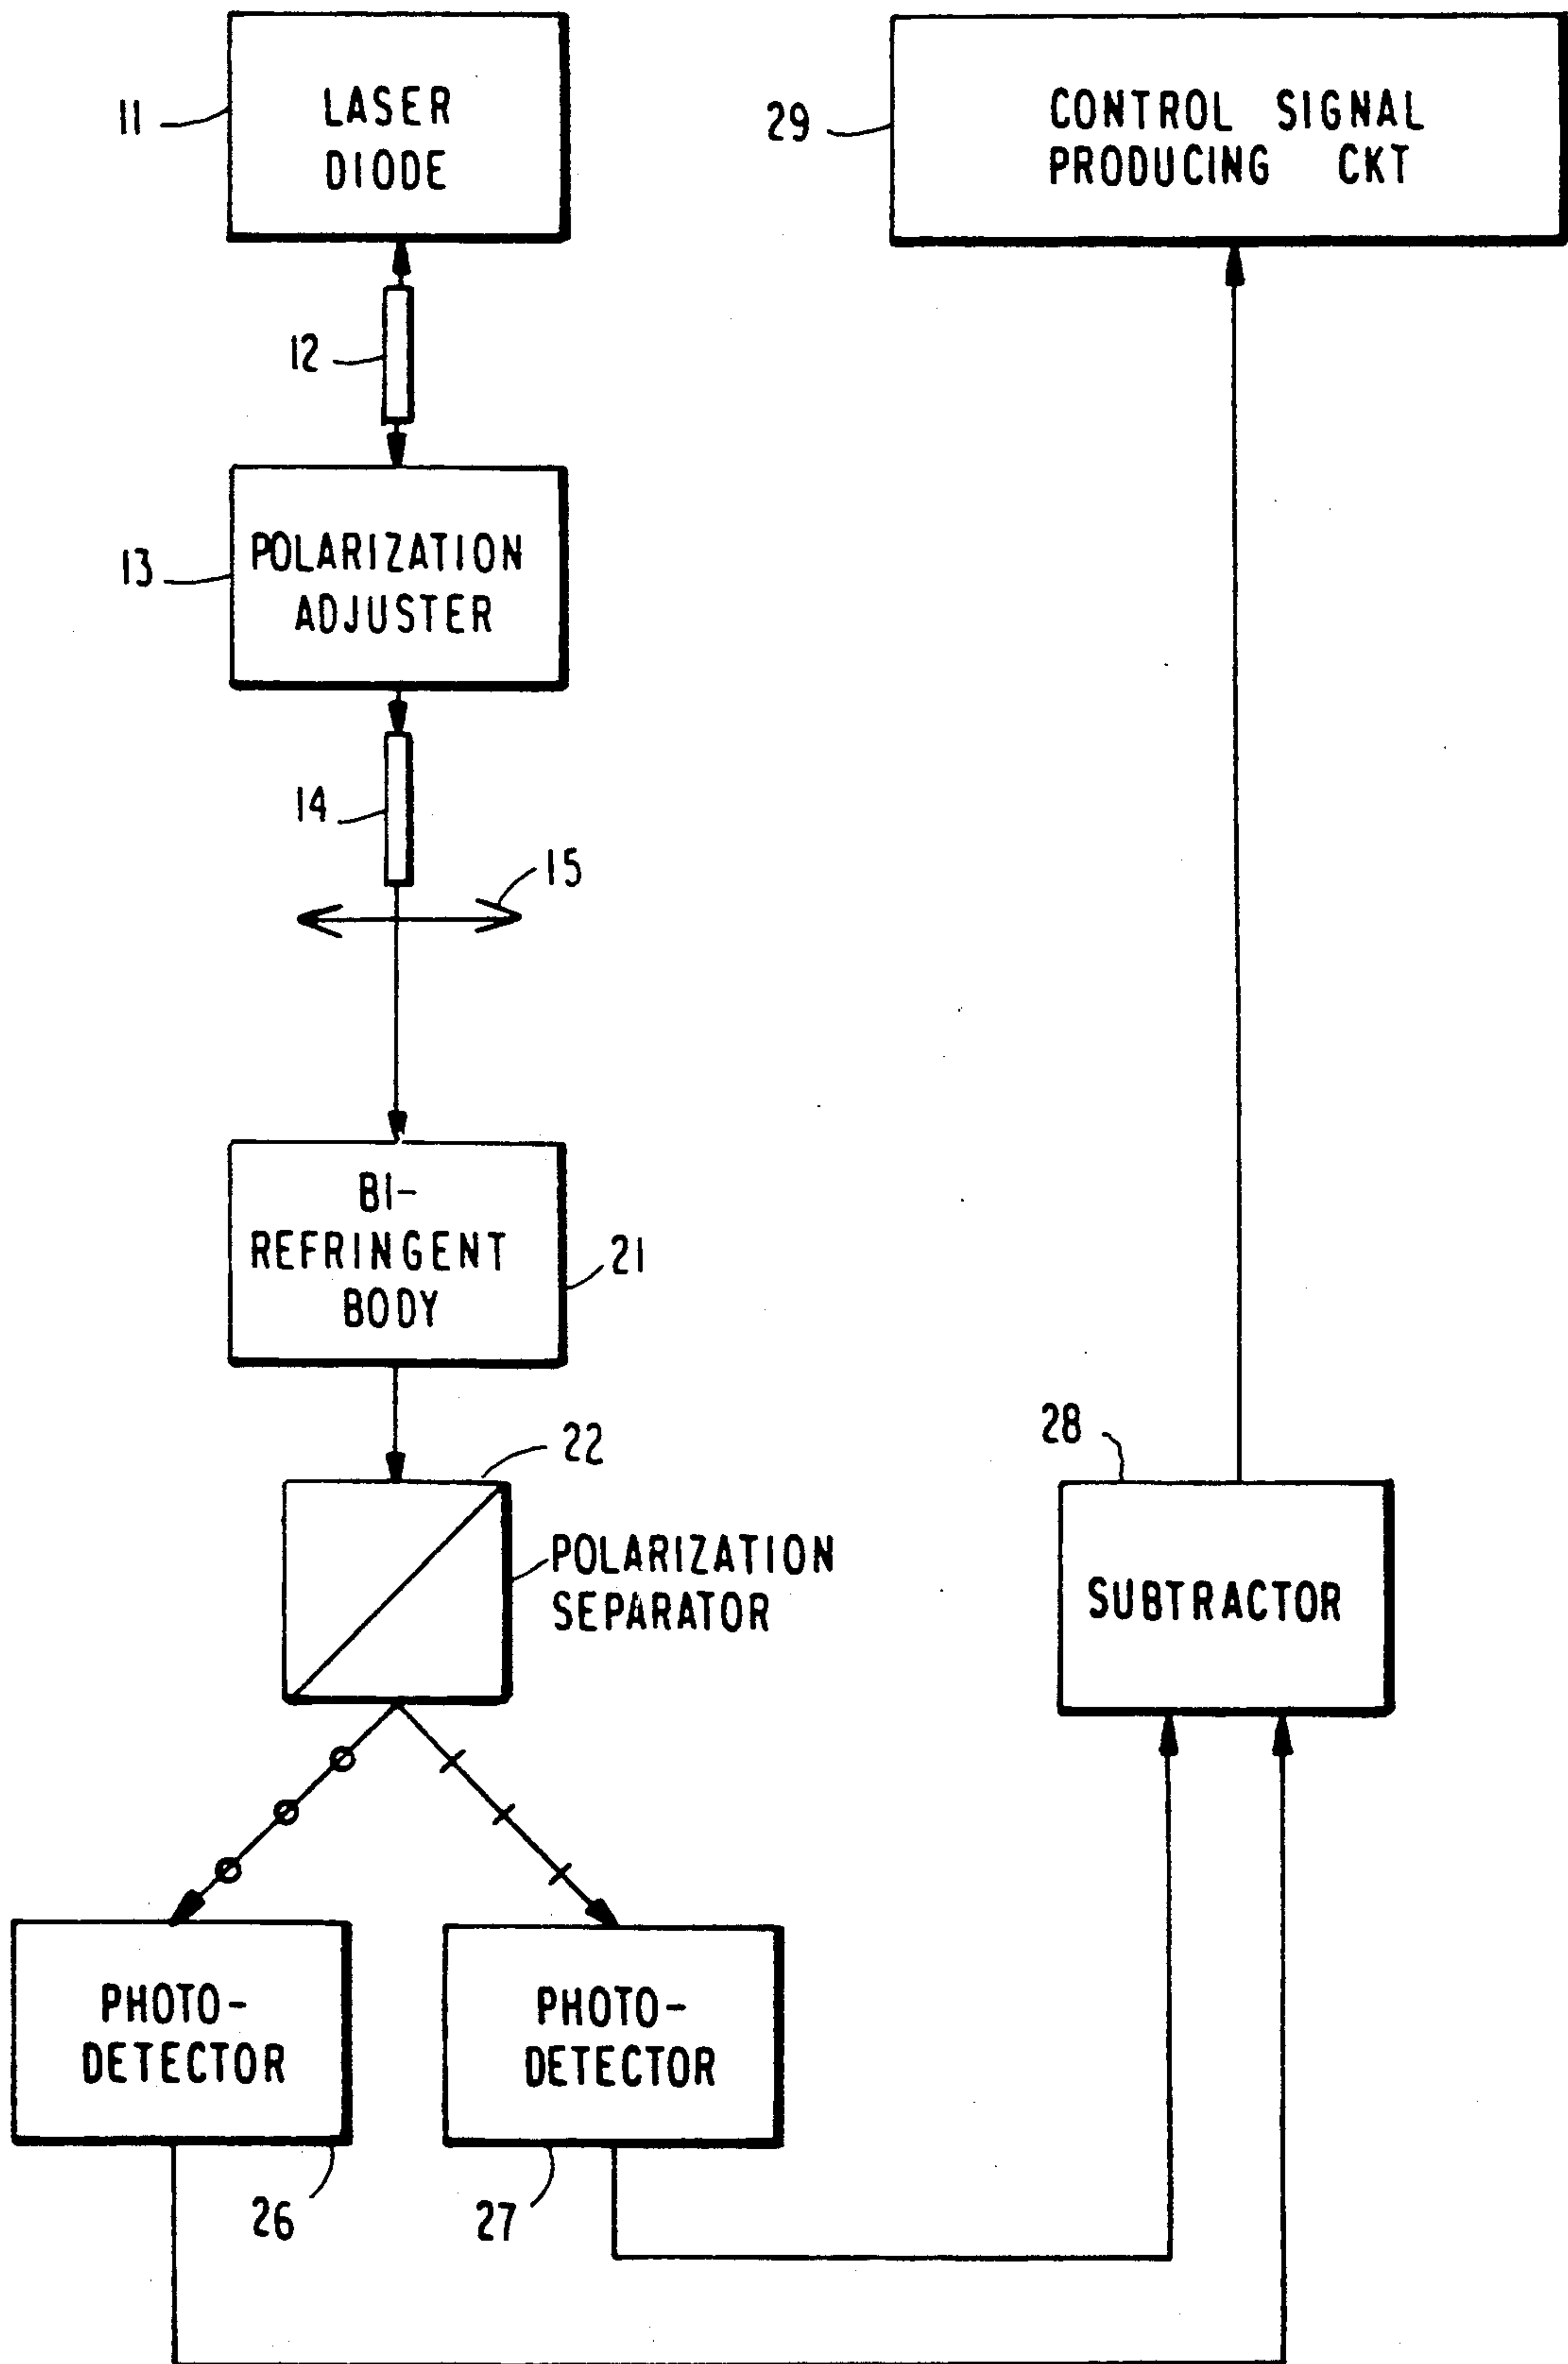 11
LASER
DIODE
29
CONTROL SIGNAL
PRODUCING CKT
12
13
POLARIZATION
ADJUSTER
14
15
BI-
REFRINGENT
BODY
21
22
POLARIZATION
SEPARATOR
28
SUBTRACTOR
PHOTO-
DETECTOR
26
PHOTO-
DETECTOR
27